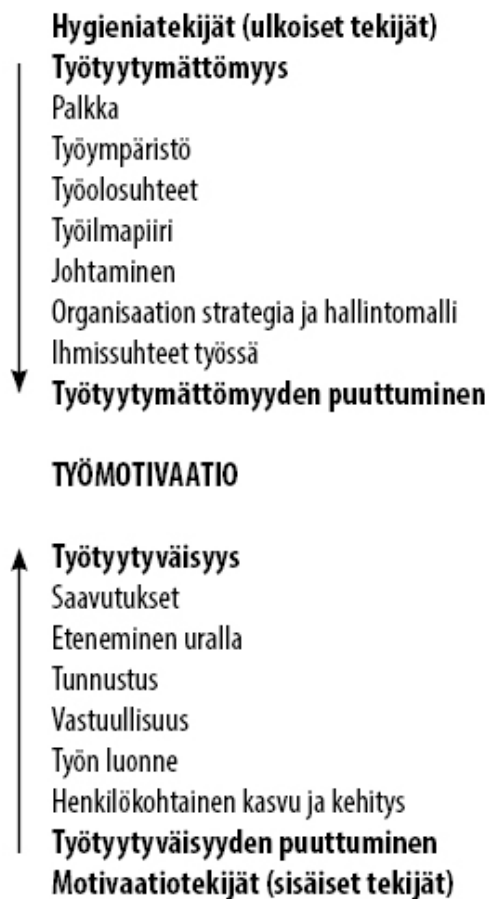 Hygieniatekijät (ulkoiset tekijät)
Työtyytymättömyys
Palkka
Työympäristö
Työolosuhteet
Työilmapiiri
Johtaminen
Organisaation strategia ja hallintomalli
Ihmissuhteet työssä
Työtyytymättömyyden puuttuminen
TYÖMOTIVAATIO
Työtyytyväisyys
Saavutukset
Eteneminen uralla
Tunnustus
Vastuullisuus
Työn luonne
Henkilökohtainen kasvu ja kehitys
Työtyytyväisyyden puuttuminen
Motivaatiotekijät (sisäiset tekijät)